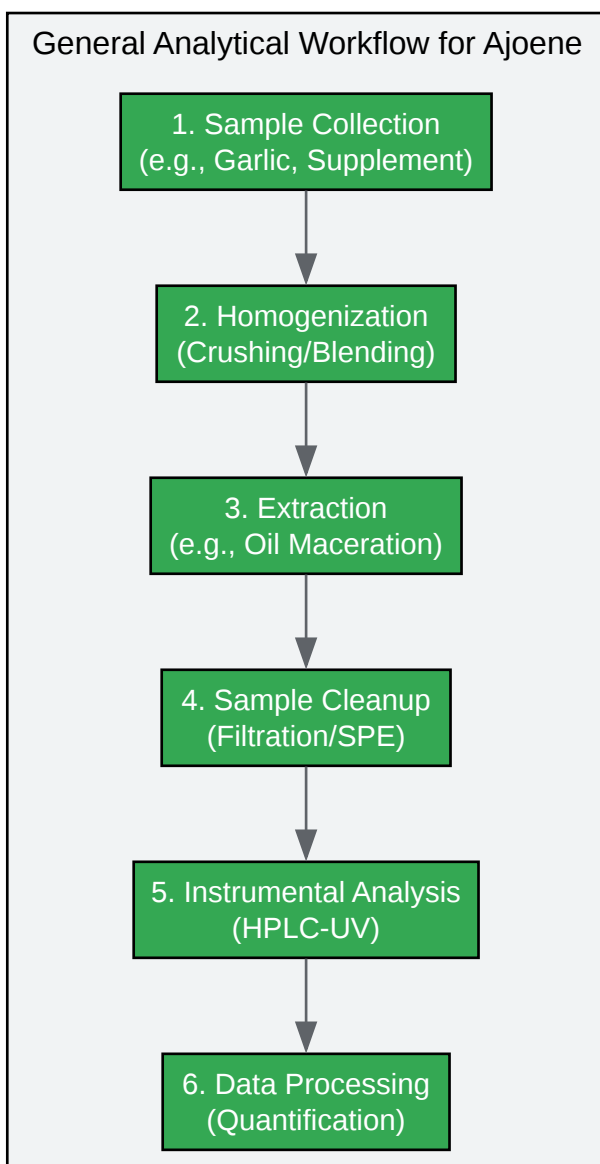 General Analytical Workflow for Ajoene
1. Sample Collection
(e.g., Garlic, Supplement)
2. Homogenization
(Crushing/Blending)
3. Extraction
(e.g., Oil Maceration)
4. Sample Cleanup
(Filtration/SPE)
5. Instrumental Analysis
(HPLC-UV)
6. Data Processing
(Quantification)